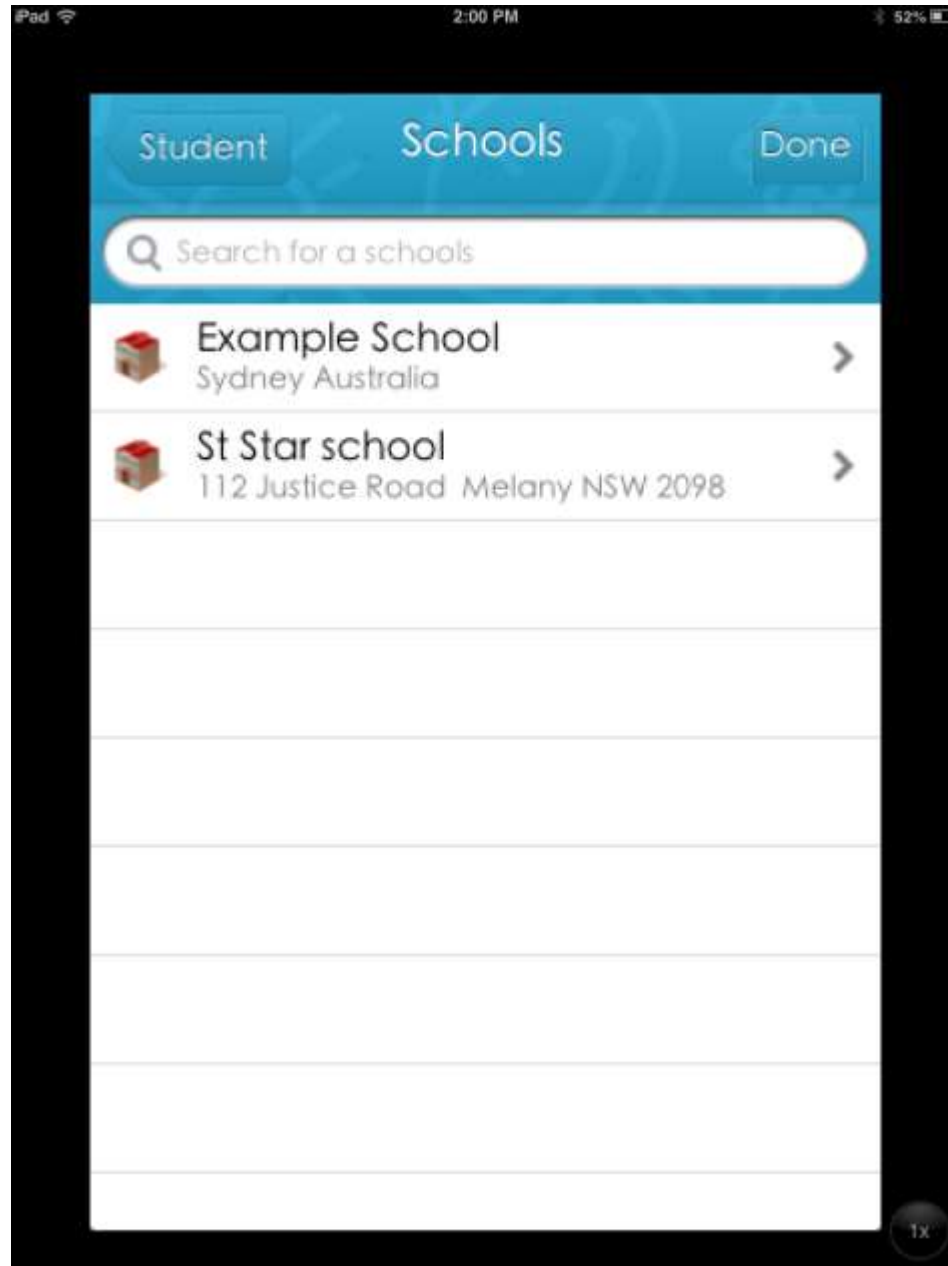 iPad 2:00 PM 52%
Student Schools Done
Search for a schools
Example School
Sydney Australia
St Star school
112 Justice Road Melany NSW 2098
1x